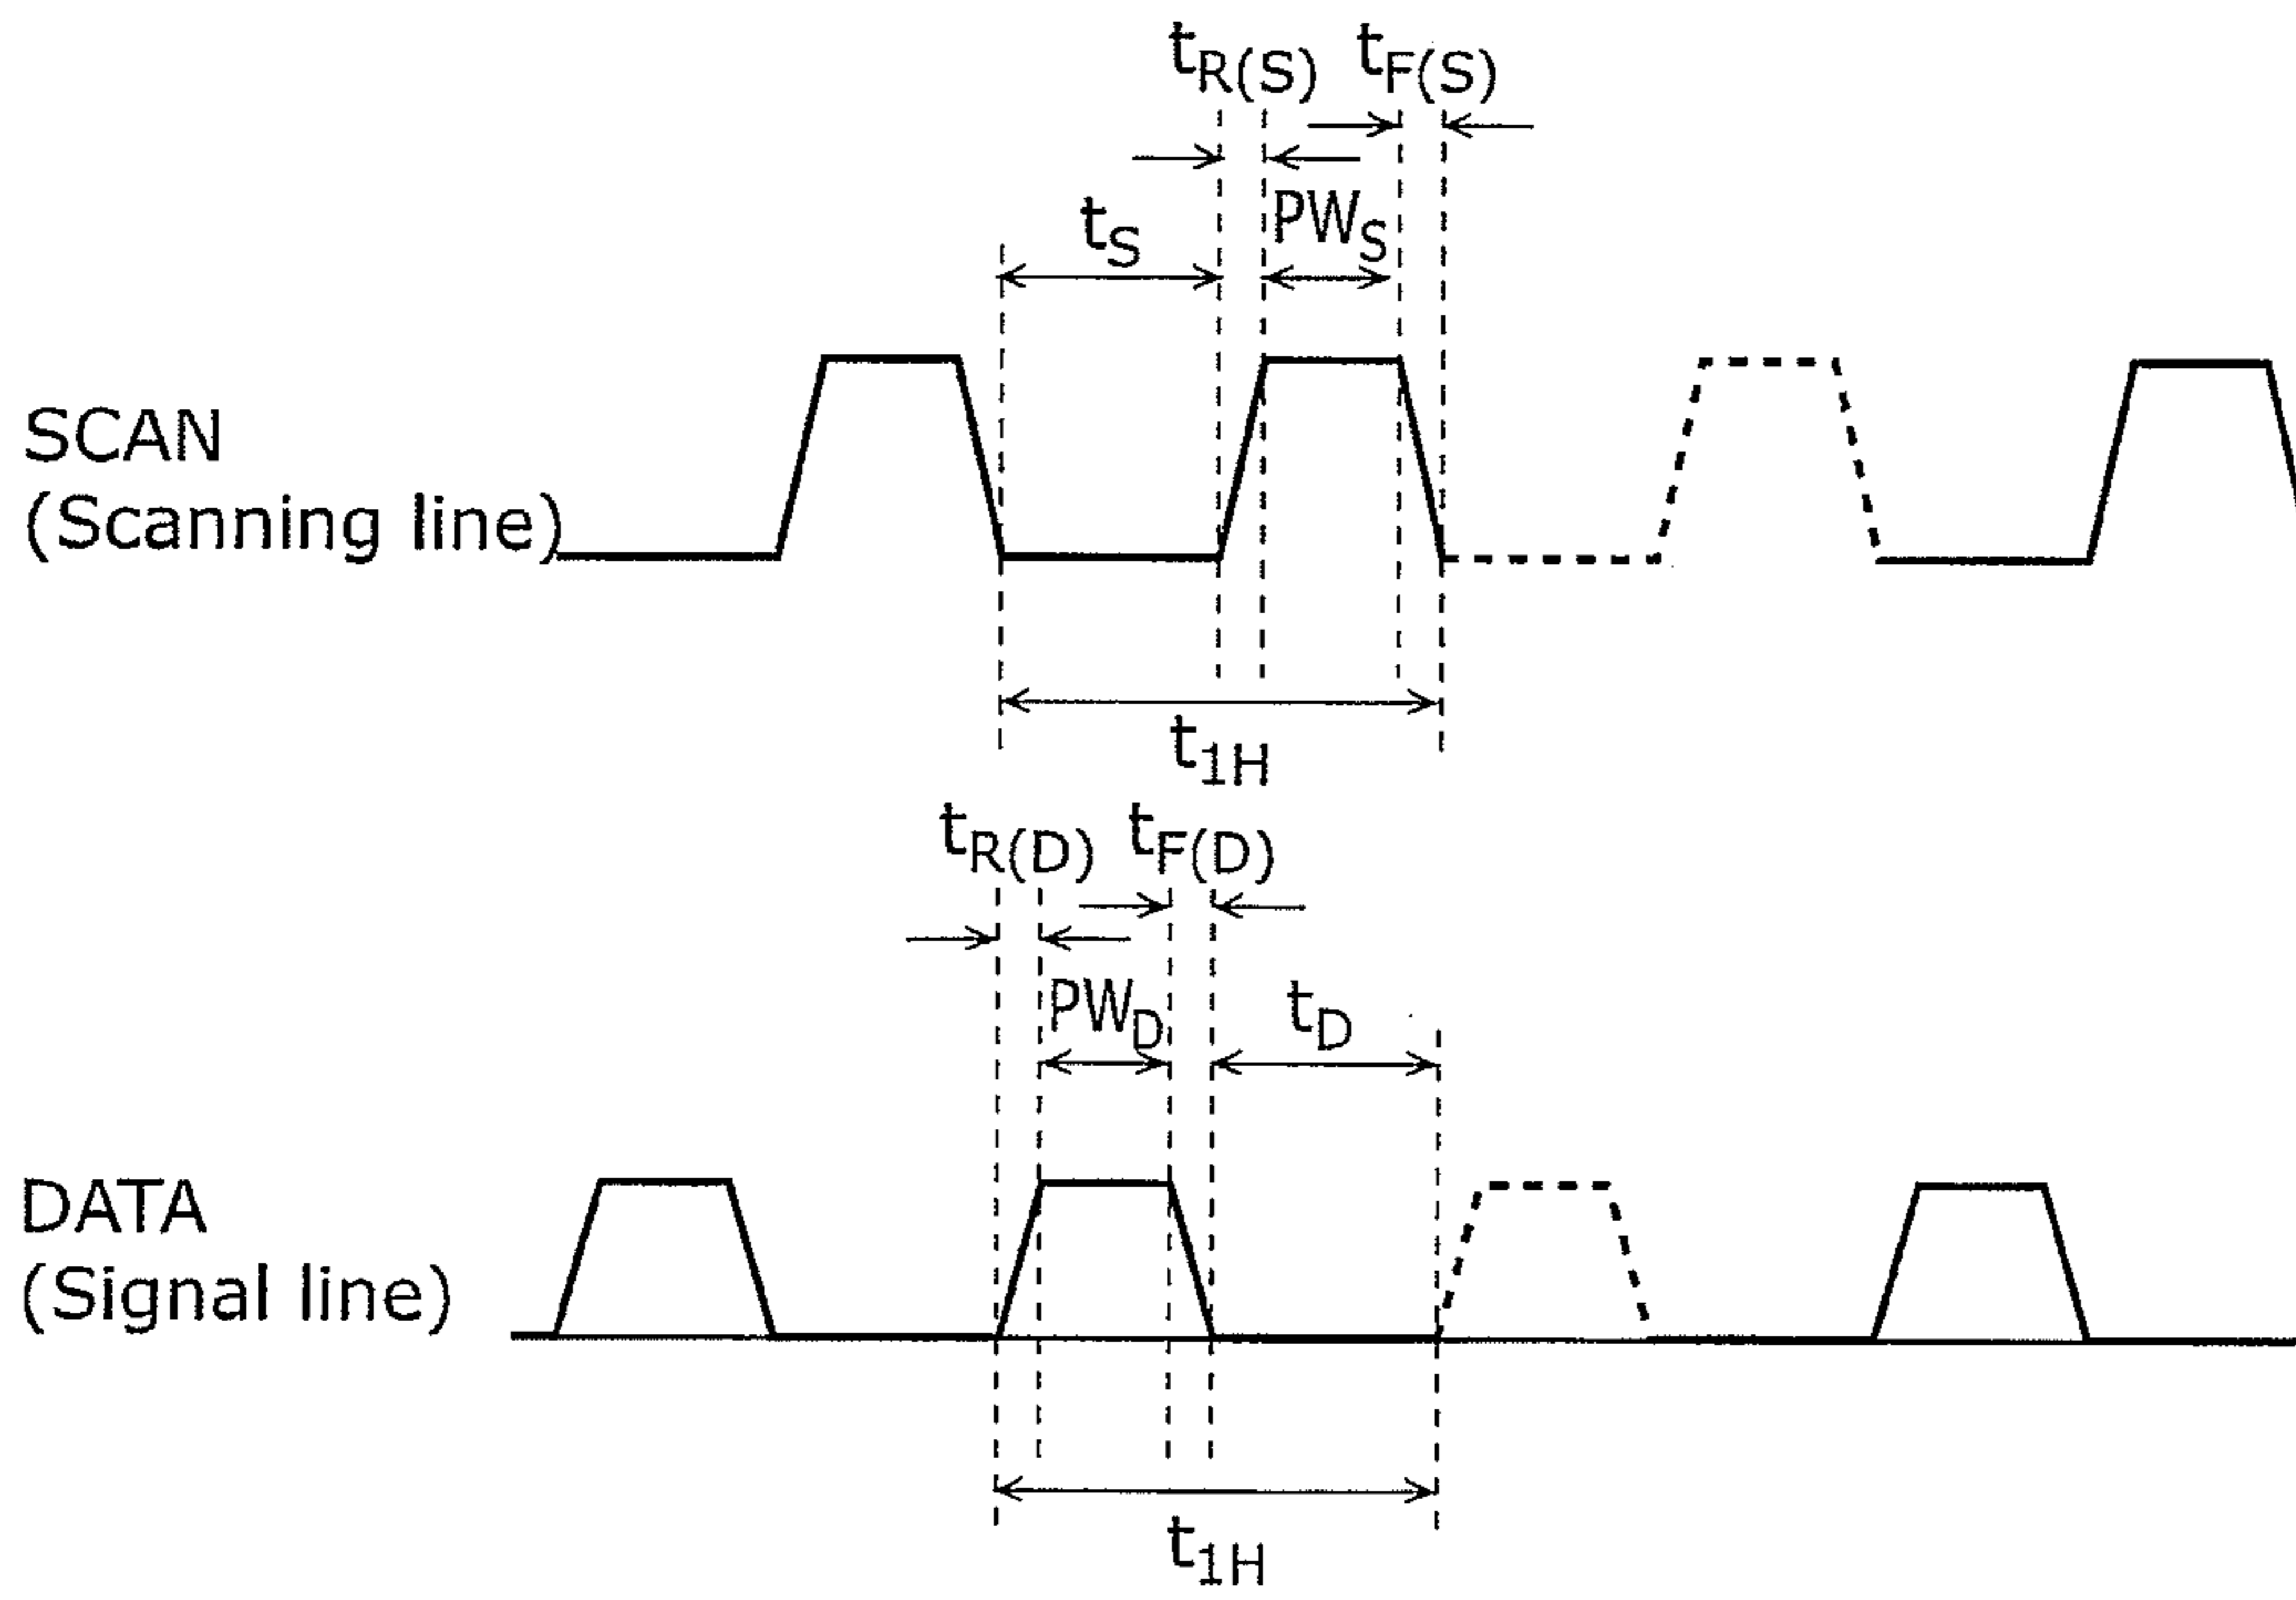 tR(S) tF(S)
tS PWS
SCAN
(Scanning line)
t1H
tR(D) tF(D)
PWD tD
DATA
(Signal line)
t1H